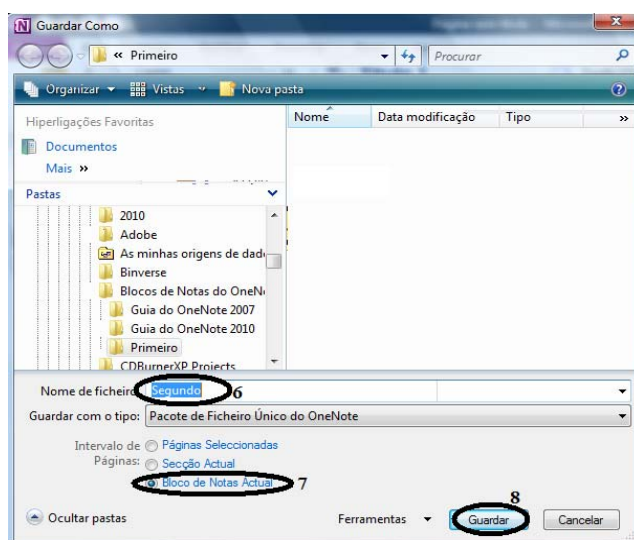 Guardar Como
« Primeiro
Procurar
Organizar Vistas » Nova pasta
Hiperligações Favoritas
Documentos
Mais »
Pastas
2010
Adobe
As minhas origens de dad
Binverse
Blocos de Notas do OneN
Guia do OneNote 2007
Guia do OneNote 2010
Primeiro
CDBurnerXP Projects
Nome Data modificação Tipo »
Nome de ficheiro Segundo 6
Guardar com o tipo: Pacote de Ficheiro Único do OneNote
Intervalo de Páginas:
Páginas Seleccionadas
Secção Actual
Bloco de Notas Actual 7
8
Ocultar pastas Ferramentas Guardar Cancelar